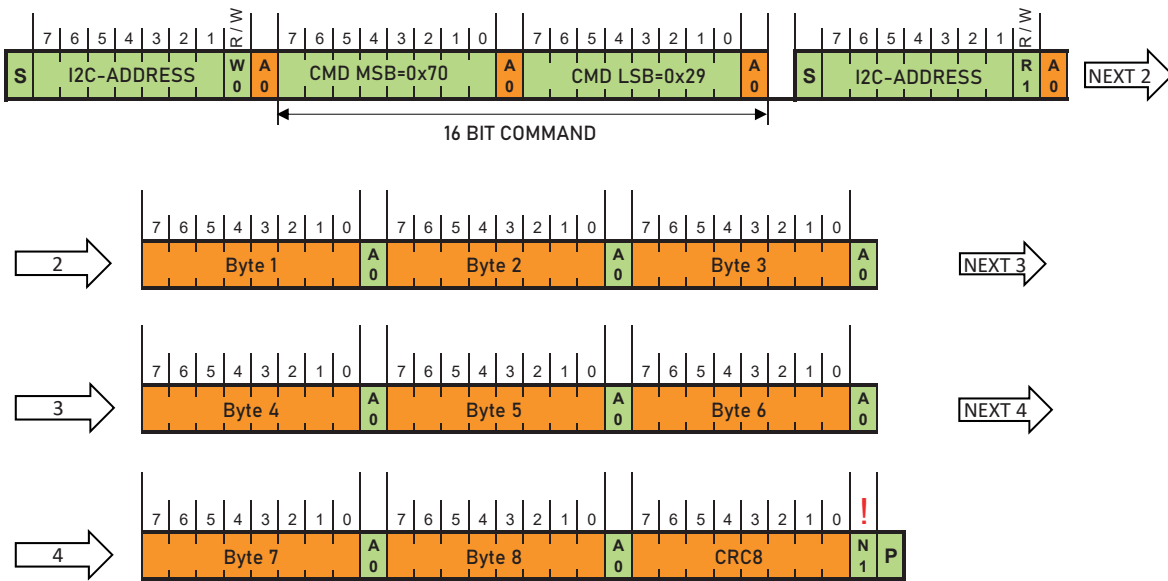 7 6 5 4 3 2 1 R / W 7 6 5 4 3 2 1 0 7 6 5 4 3 2 1 0 7 6 5 4 3 2 1 R / W
S I2C-ADDRESS W 0 A 0 CMD MSB=0x70 A 0 CMD LSB=0x29 A 0 S I2C-ADDRESS R 1 A 0 NEXT 2
16 BIT COMMAND
7 6 5 4 3 2 1 0 7 6 5 4 3 2 1 0 7 6 5 4 3 2 1 0
2 Byte 1 A 0 Byte 2 A 0 Byte 3 A 0 NEXT 3
7 6 5 4 3 2 1 0 7 6 5 4 3 2 1 0 7 6 5 4 3 2 1 0
3 Byte 4 A 0 Byte 5 A 0 Byte 6 A 0 NEXT 4
7 6 5 4 3 2 1 0 7 6 5 4 3 2 1 0 7 6 5 4 3 2 1 0 !
4 Byte 7 A 0 Byte 8 A 0 CRC8 N 1 P